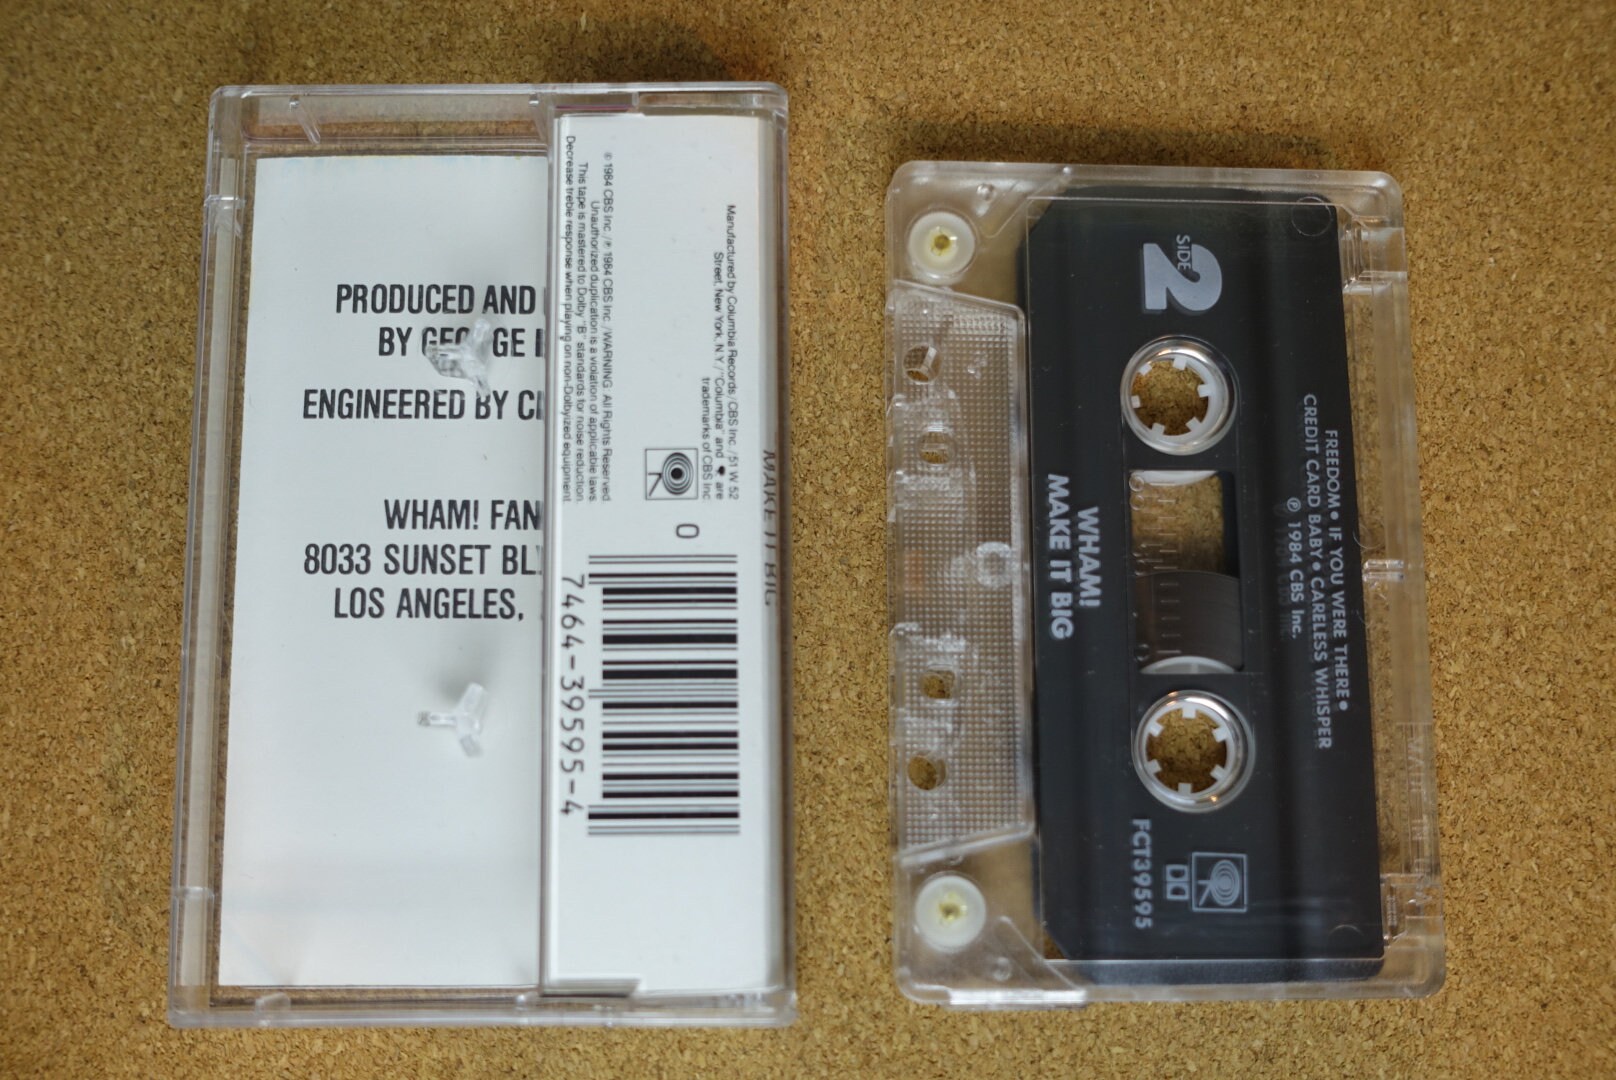 PRODUCED AND
BY GEORGE
ENGINEERED BY
WHAM! FAN
8033 SUNSET BL
LOS ANGELES,
© 1984 CBS Inc. / ℗ 1984 CBS Inc. / WARNING: All Rights Reserved.
Unauthorized duplication is a violation of applicable laws.
This tape is mastered to Dolby "B" standards for noise reduction.
Decrease treble response when playing on non-Dolbyized equipment.
Manufactured by Columbia Records / CBS Inc. / 51 W. 52
Street, New York, N.Y. / "Columbia" and are
trademarks of CBS Inc.
0
7464-39595-4
MAKE IT BIG
SIDE
2
WHAM!
MAKE IT BIG
FREEDOM • IF YOU WERE THERE •
CREDIT CARD BABY • CARELESS WHISPER
℗ 1984 CBS Inc.
FCT39595